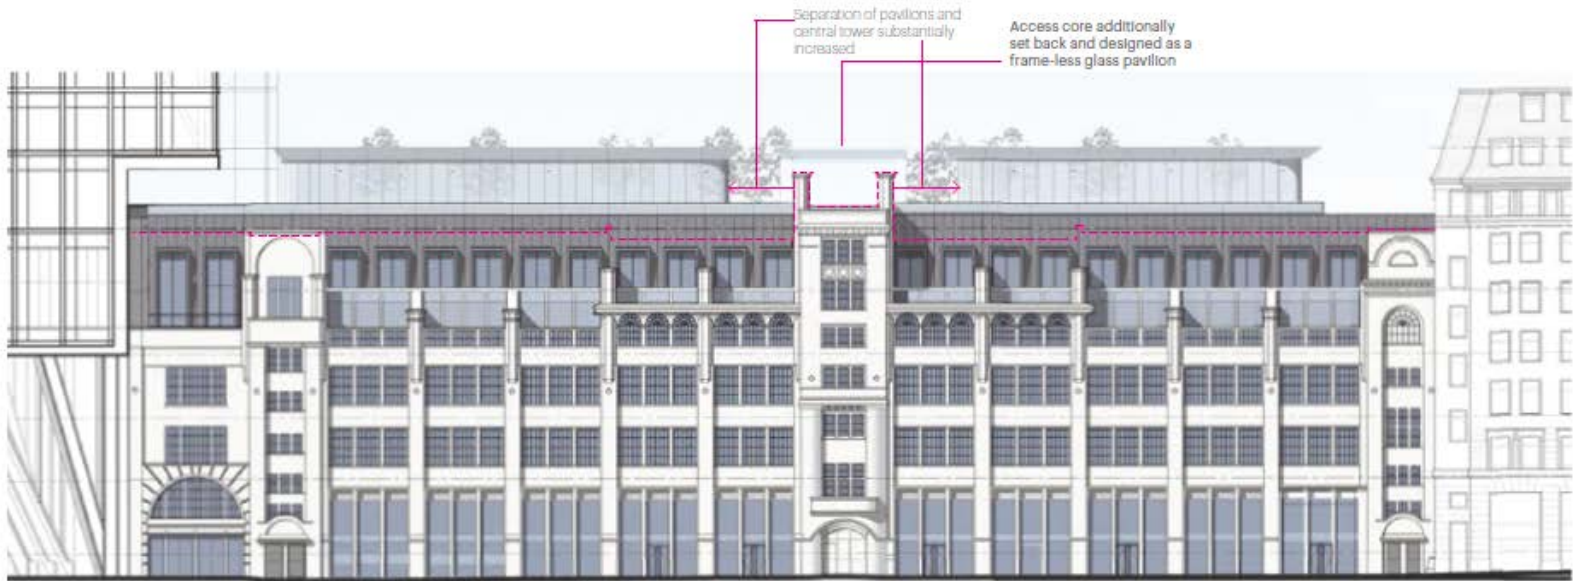 Separation of pavilions and
central tower substantially
increased
Access core additionally
set back and designed as a
frame-less glass pavilion